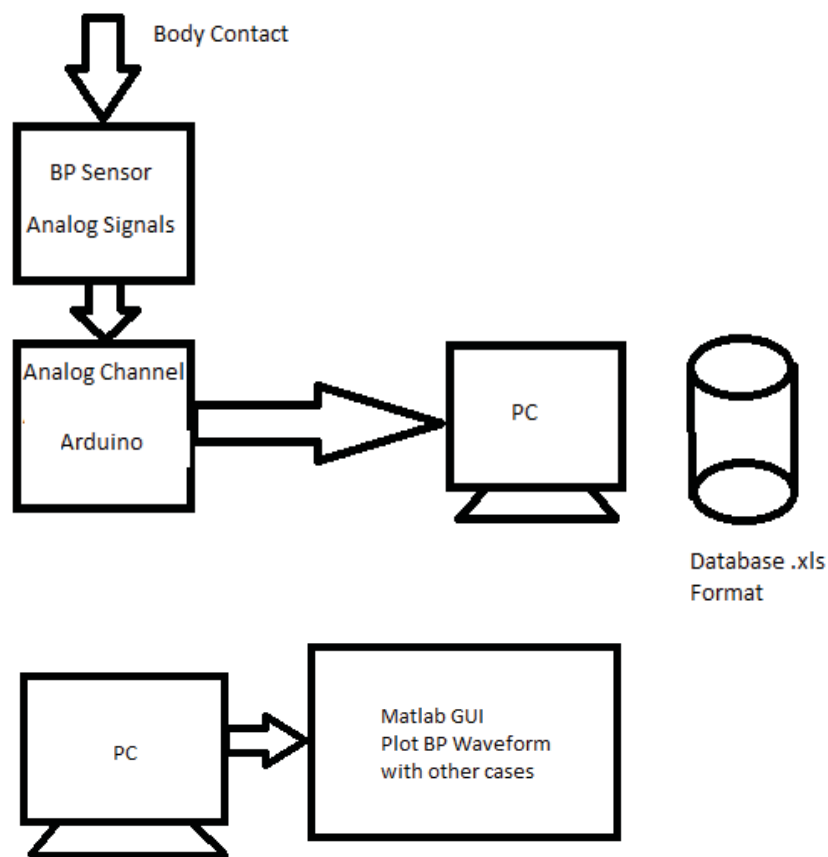 Body Contact
BP Sensor
Analog Signals
Analog Channel
Arduino
PC
Database .xls
Format
PC
Matlab GUI
Plot BP Waveform
with other cases